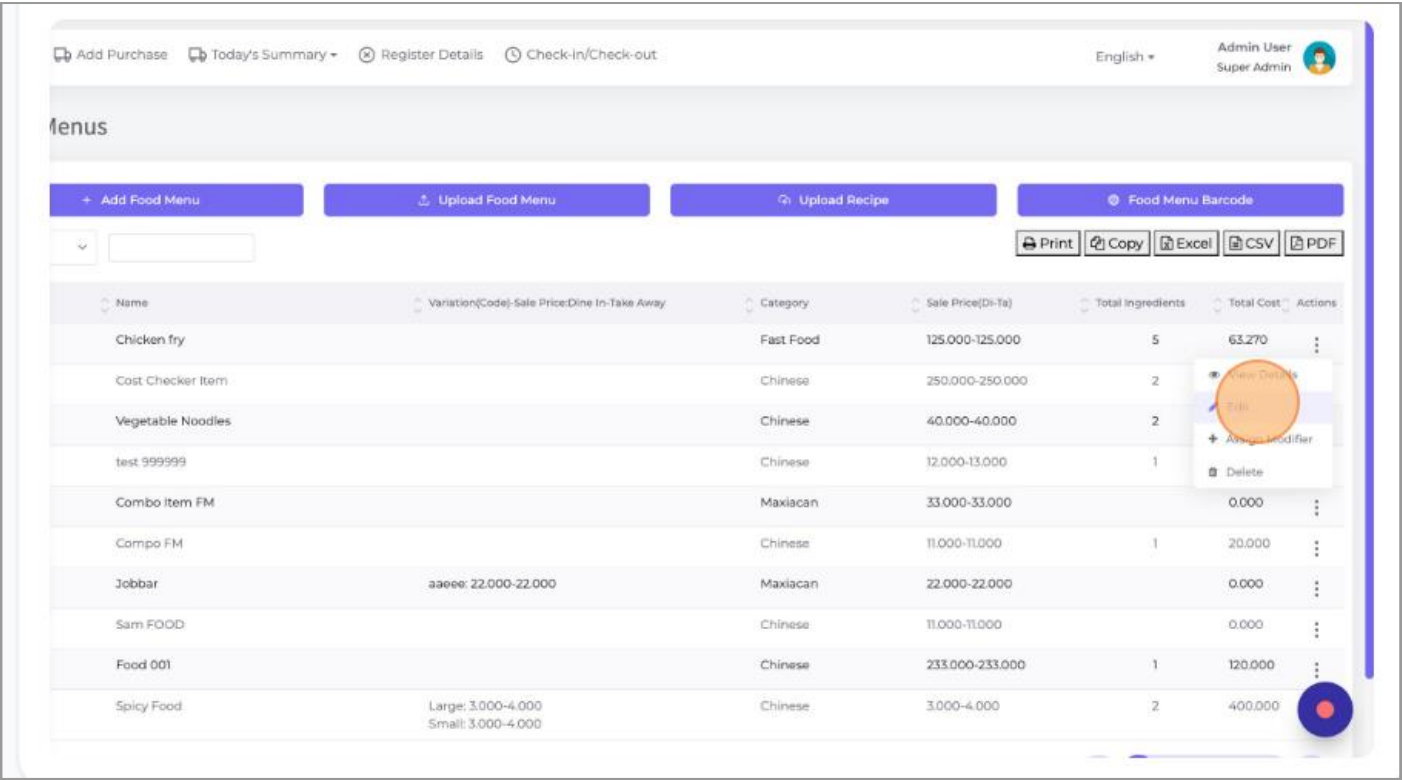 Add Purchase Today's Summary Register Details Check-in/Check-out English Admin User
Super Admin
Menus
+ Add Food Menu Upload Food Menu Upload Recipe Food Menu Barcode
Print Copy Excel CSV PDF
Name Variation(Code)-Sale Price:Dine In-Take Away Category Sale Price(Di-Ta) Total Ingredients Total Cost Actions
Chicken fry Fast Food 125.000-125.000 5 63.270
View Details
Cost Checker Item Chinese 250.000-250.000 2
Edit
Vegetable Noodles Chinese 40.000-40.000 2
+ Assign Modifier
test 999999 Chinese 12.000-13.000 1
Delete
Combo Item FM Maxiacan 33.000-33.000 0.000
Compo FM Chinese 11.000-11.000 1 20.000
Jobbar aaeee: 22.000-22.000 Maxiacan 22.000-22.000 0.000
Sam FOOD Chinese 11.000-11.000 0.000
Food 001 Chinese 233.000-233.000 1 120.000
Spicy Food Large: 3.000-4.000 Chinese 3.000-4.000 2 400.000
Small: 3.000-4.000